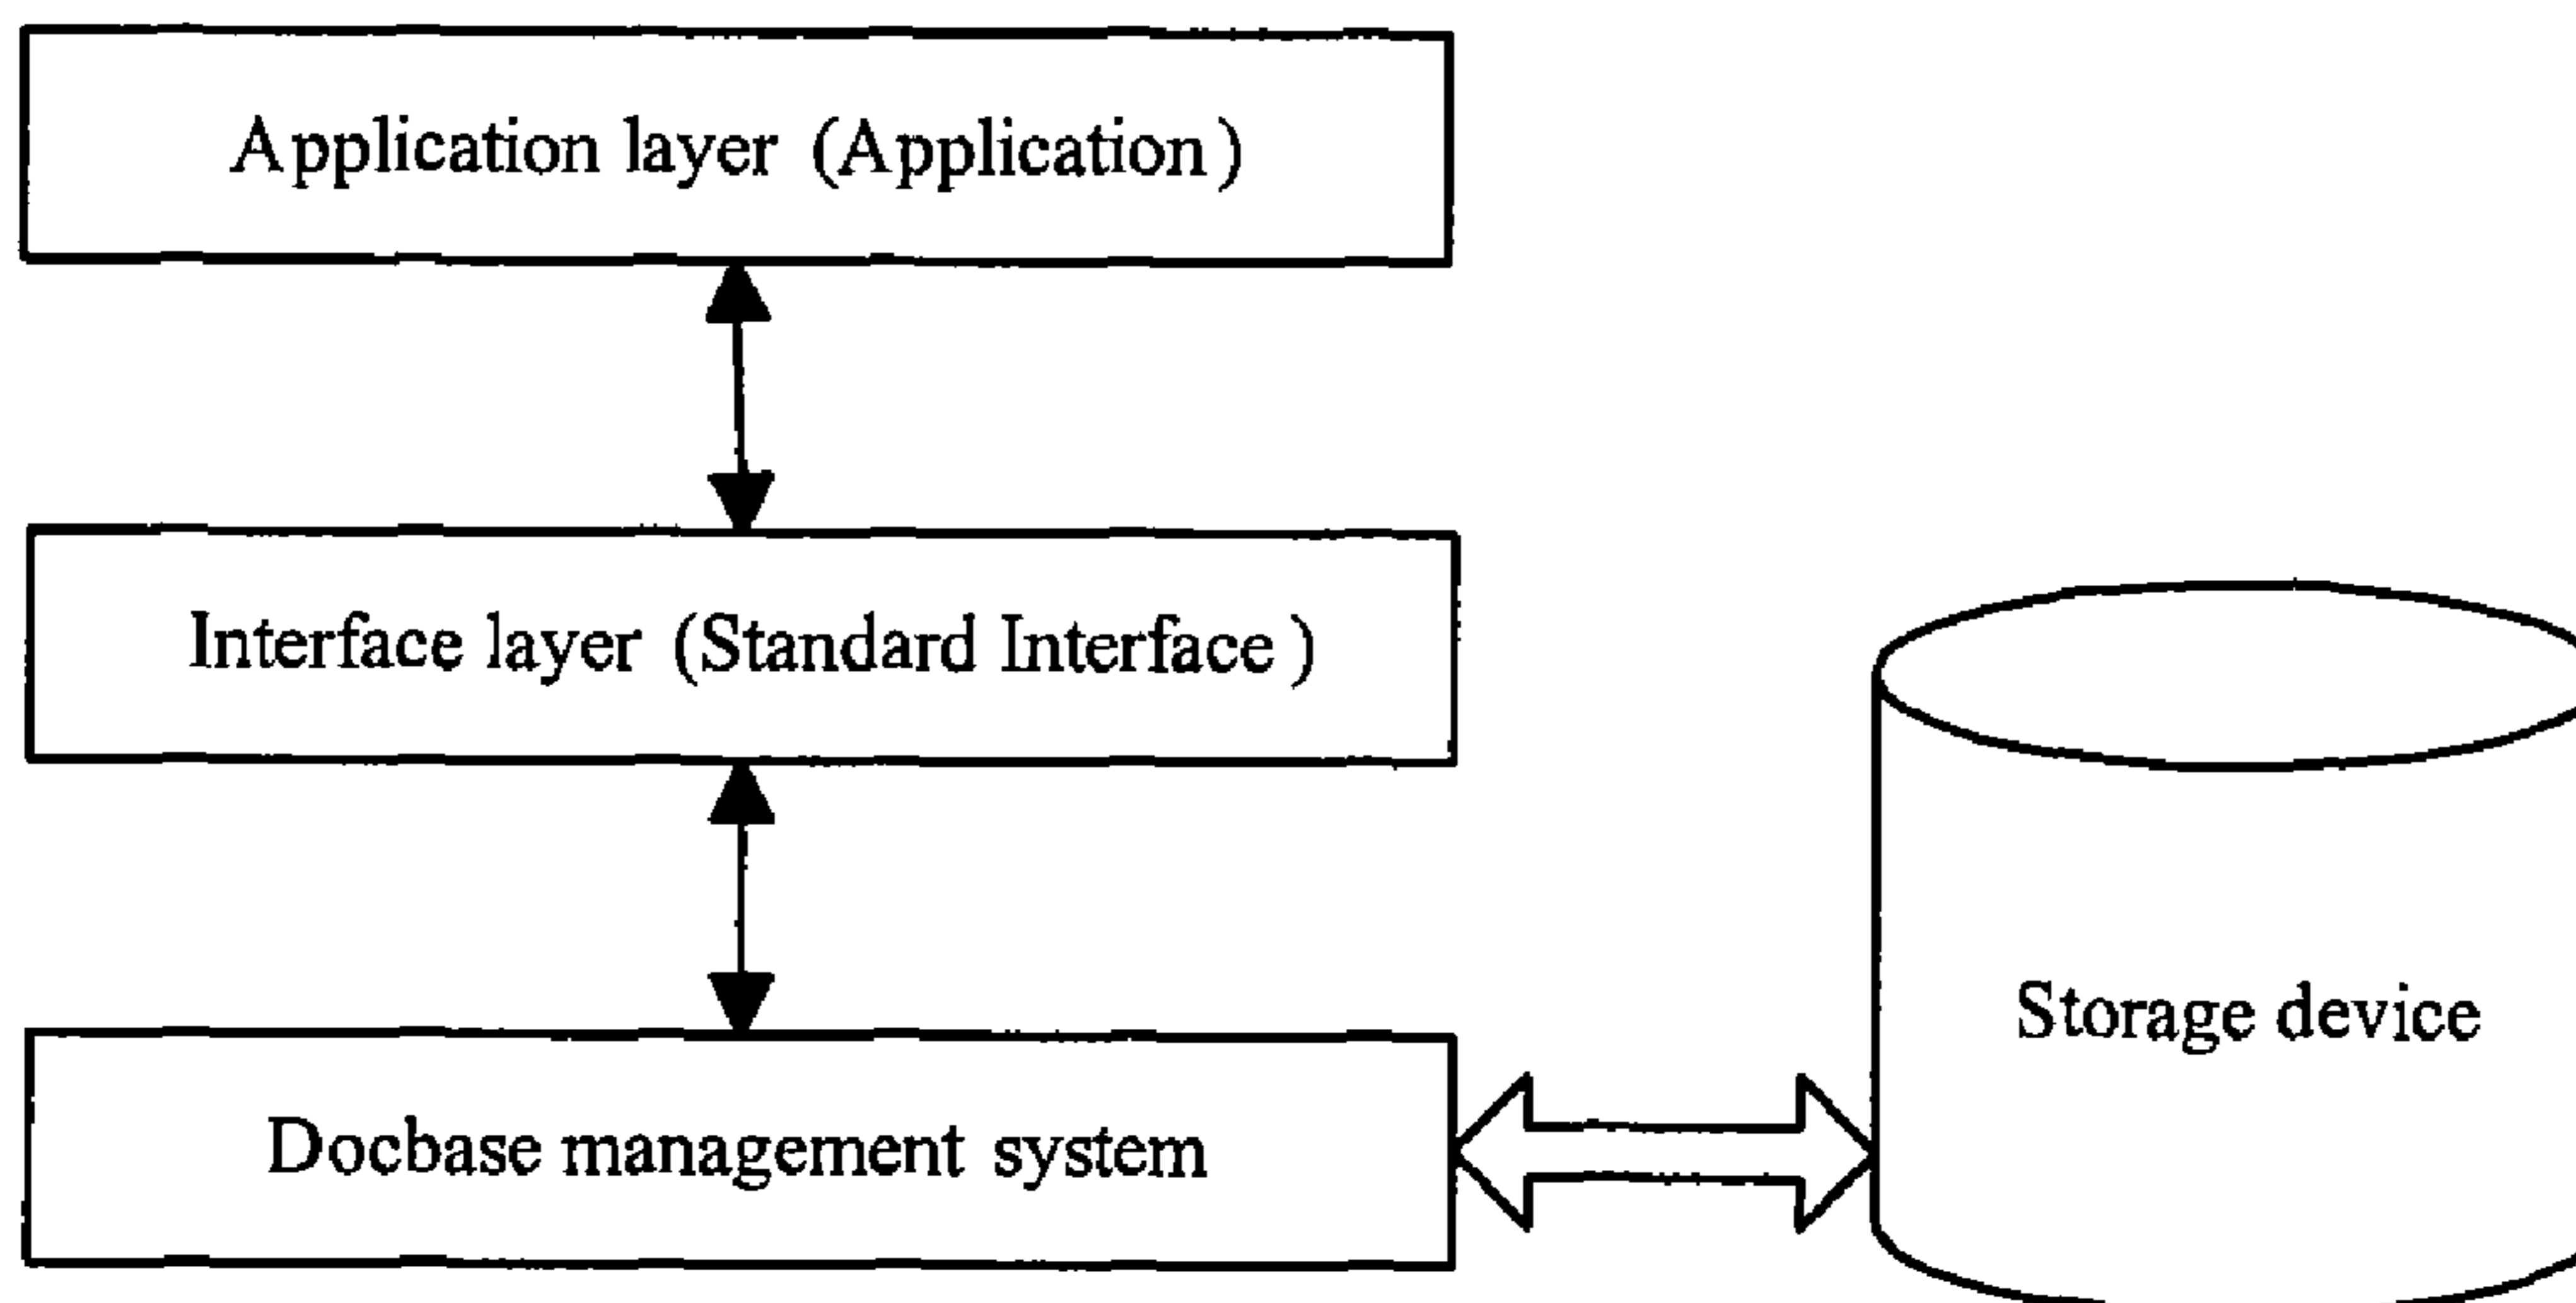 Application layer (Application)
Interface layer (Standard Interface)
Storage device
Docbase management system